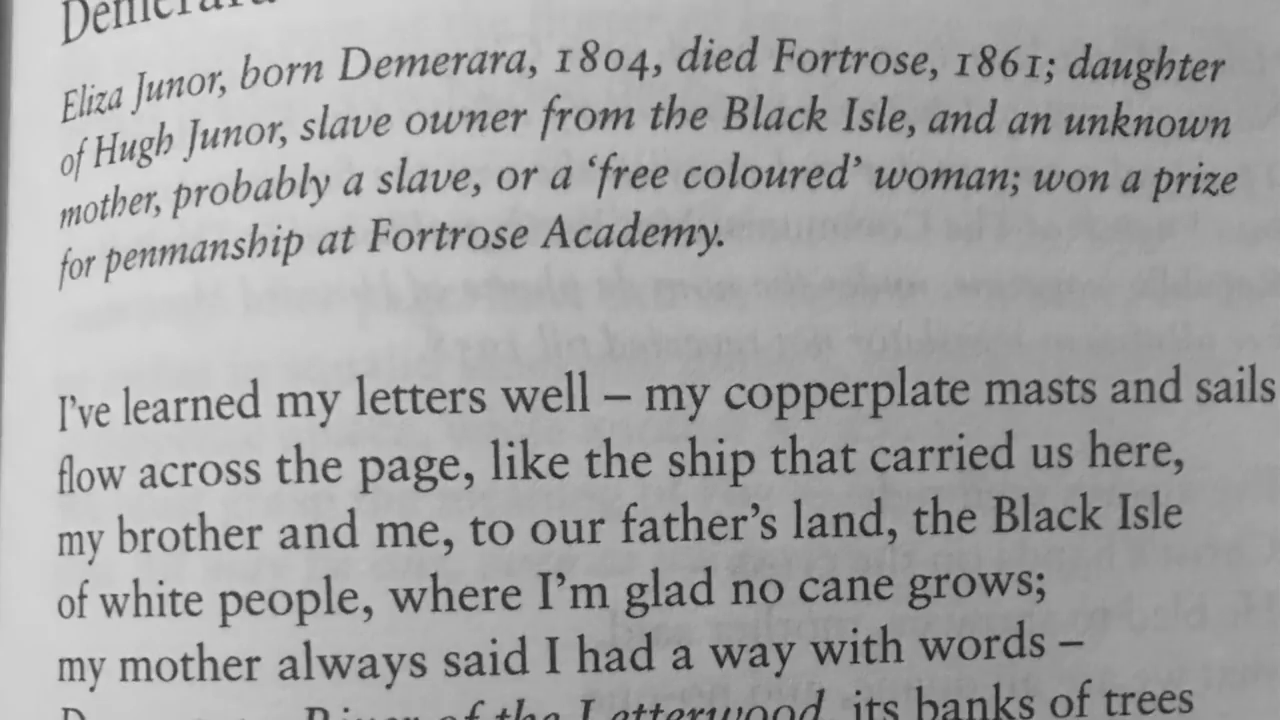 Demerara
Eliza Junor, born Demerara, 1804, died Fortrose, 1861; daughter
of Hugh Junor, slave owner from the Black Isle, and an unknown
mother, probably a slave, or a ‘free coloured’ woman; won a prize
for penmanship at Fortrose Academy.
I’ve learned my letters well – my copperplate masts and sails
flow across the page, like the ship that carried us here,
my brother and me, to our father’s land, the Black Isle
of white people, where I’m glad no cane grows;
my mother always said I had a way with words –
River of the Letterwood, its banks of trees